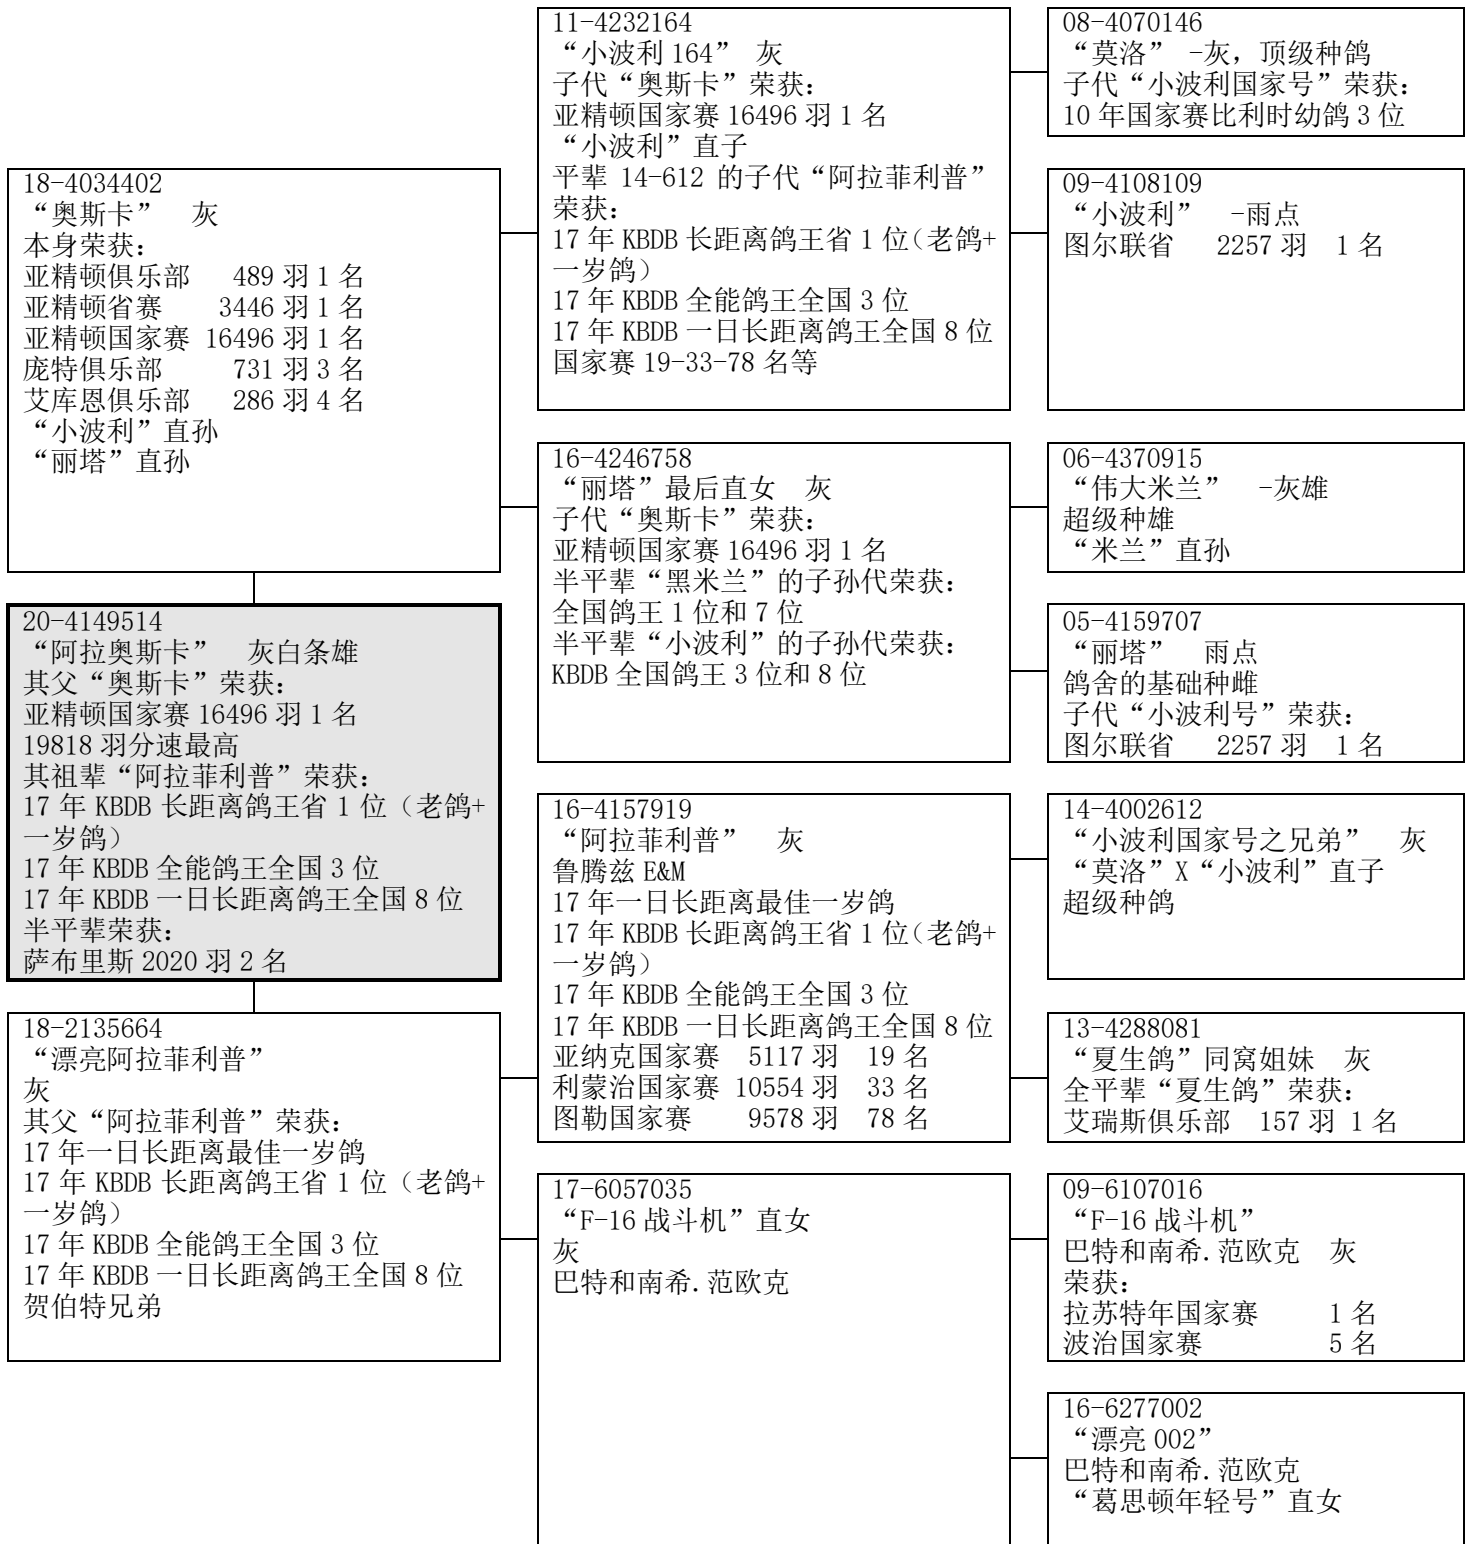 18-4034402
“奥斯卡”  灰
本身荣获：
亚精顿俱乐部 489 羽 1 名
亚精顿省赛 3446 羽 1 名
亚精顿国家赛 16496 羽 1 名
庞特俱乐部 731 羽 3 名
艾库恩俱乐部 286 羽 4 名
“小波利”直孙
“丽塔”直孙
20-4149514
“阿拉奥斯卡”  灰白条雄
其父“奥斯卡”荣获：
亚精顿国家赛 16496 羽 1 名
19818 羽分速最高
其祖辈“阿拉菲利普”荣获：
17 年 KBDB 长距离鸽王省 1 位（老鸽+
一岁鸽）
17 年 KBDB 全能鸽王全国 3 位
17 年 KBDB 一日长距离鸽王全国 8 位
半平辈荣获：
萨布里斯 2020 羽 2 名
18-2135664
“漂亮阿拉菲利普”
灰
其父“阿拉菲利普”荣获：
17 年一日长距离最佳一岁鸽
17 年 KBDB 长距离鸽王省 1 位（老鸽+
一岁鸽）
17 年 KBDB 全能鸽王全国 3 位
17 年 KBDB 一日长距离鸽王全国 8 位
贺伯特兄弟
11-4232164
“小波利 164”  灰
子代“奥斯卡”荣获：
亚精顿国家赛 16496 羽 1 名
“小波利”直子
平辈 14-612 的子代“阿拉菲利普”
荣获：
17 年 KBDB 长距离鸽王省 1 位（老鸽+
一岁鸽）
17 年 KBDB 全能鸽王全国 3 位
17 年 KBDB 一日长距离鸽王全国 8 位
国家赛 19-33-78 名等
16-4246758
“丽塔”最后直女  灰
子代“奥斯卡”荣获：
亚精顿国家赛 16496 羽 1 名
半平辈“黑米兰”的子孙代荣获：
全国鸽王 1 位和 7 位
半平辈“小波利”的子孙代荣获：
KBDB 全国鸽王 3 位和 8 位
16-4157919
“阿拉菲利普”  灰
鲁腾兹 E&M
17 年一日长距离最佳一岁鸽
17 年 KBDB 长距离鸽王省 1 位（老鸽+
一岁鸽）
17 年 KBDB 全能鸽王全国 3 位
17 年 KBDB 一日长距离鸽王全国 8 位
亚纳克国家赛 5117 羽 19 名
利蒙治国家赛 10554 羽 33 名
图勒国家赛 9578 羽 78 名
17-6057035
“F-16 战斗机”直女
灰
巴特和南希.范欧克
08-4070146
“莫洛” -灰，顶级种鸽
子代“小波利国家号”荣获：
10 年国家赛比利时幼鸽 3 位
09-4108109
“小波利”  -雨点
图尔联省 2257 羽 1 名
06-4370915
“伟大米兰”  -灰雄
超级种雄
“米兰”直孙
05-4159707
“丽塔”  雨点
鸽舍的基础种雌
子代“小波利号”荣获：
图尔联省 2257 羽 1 名
14-4002612
“小波利国家号之兄弟”  灰
“莫洛”X“小波利”直子
超级种鸽
13-4288081
“夏生鸽”同窝姐妹  灰
全平辈“夏生鸽”荣获：
艾瑞斯俱乐部 157 羽 1 名
09-6107016
“F-16 战斗机”
巴特和南希.范欧克  灰
荣获：
拉苏特年国家赛 1 名
波治国家赛 5 名
16-6277002
“漂亮 002”
巴特和南希.范欧克
“葛思顿年轻号”直女